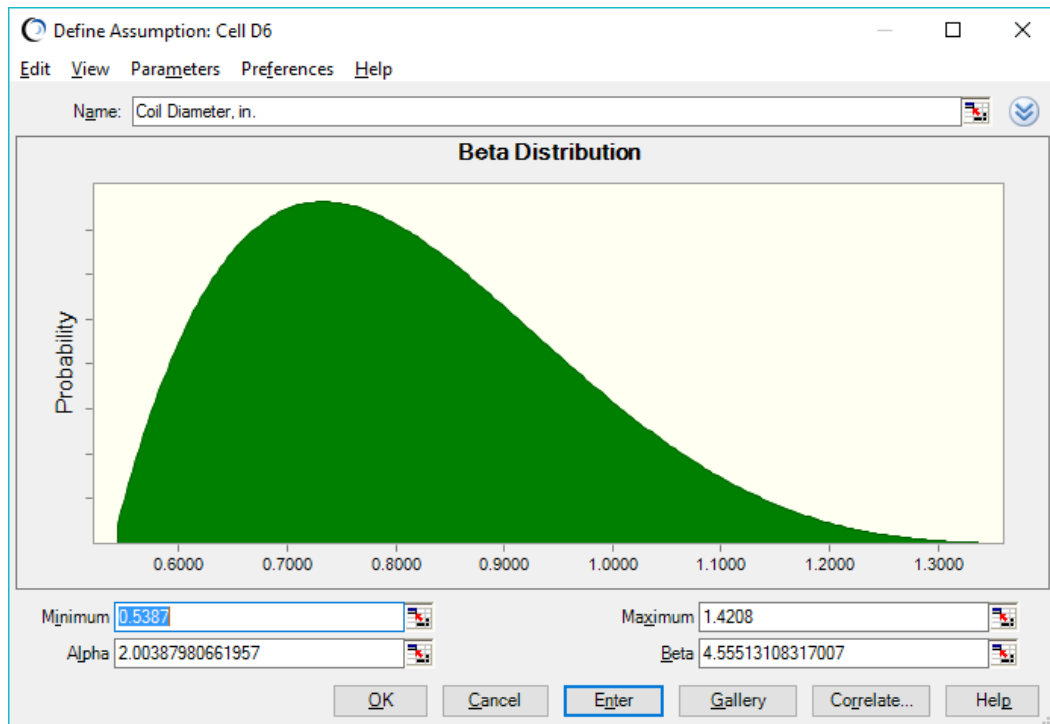 Define Assumption: Cell D6
Edit View Parameters Preferences Help
Name: Coil Diameter, in.
Beta Distribution
Probability
0.6000 0.7000 0.8000 0.9000 1.0000 1.1000 1.2000 1.3000
Minimum 0.5387 Maximum 1.4208
Alpha 2.00387980661957 Beta 4.55513108317007
OK Cancel Enter Gallery Correlate... Help